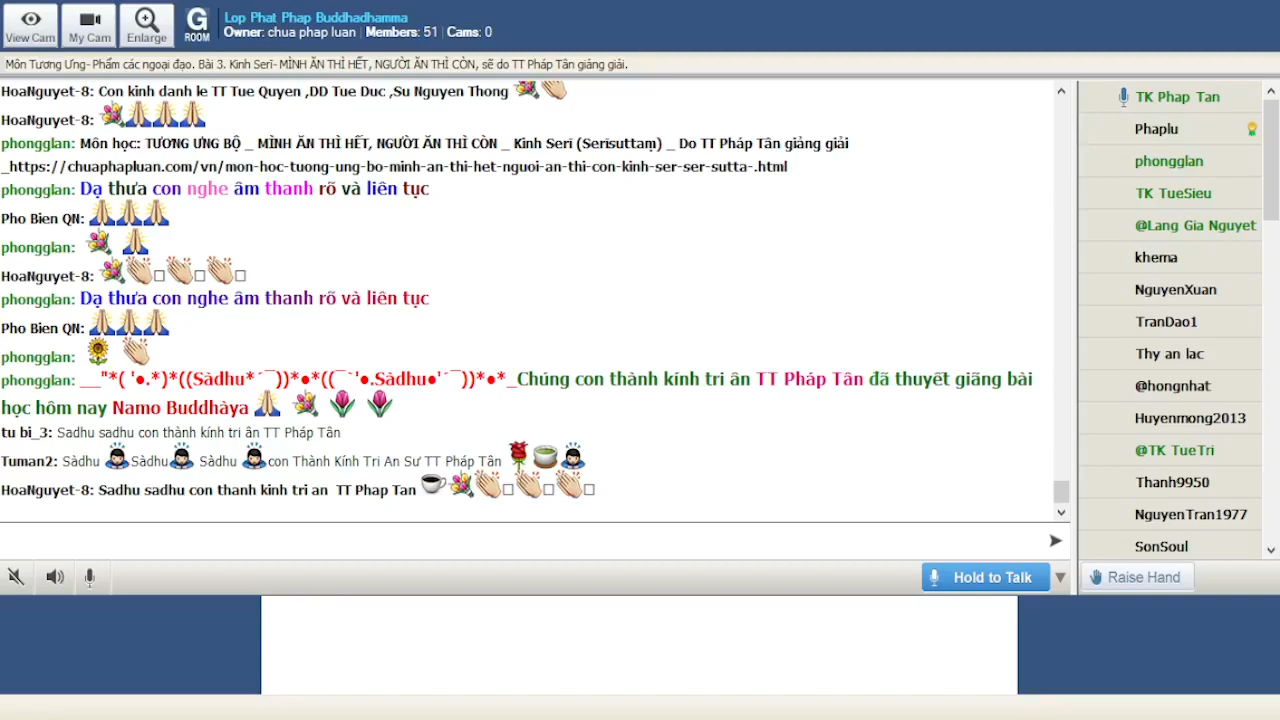 View Cam
My Cam
Enlarge
G
ROOM
Lop Phat Phap Buddhadhamma
Owner: chua phap luan | Members: 51 | Cams: 0
Môn Tương Ưng- Phẩm các ngoại đạo. Bài 3. Kinh Serī- MÌNH ĂN THÌ HẾT, NGƯỜI ĂN THÌ CÒN, sẽ do TT Pháp Tân giảng giải.
HoaNguyet-8: Con kinh danh le TT Tue Quyen ,DD Tue Duc ,Su Nguyen Thong
HoaNguyet-8:
phongglan: Môn học: TƯƠNG ƯNG BỘ _ MÌNH ĂN THÌ HẾT, NGƯỜI ĂN THÌ CÒN _ Kinh Serī (Serīsuttaṃ) _ Do TT Pháp Tân giảng giải
_https://chuaphapluan.com/vn/mon-hoc-tuong-ung-bo-minh-an-thi-het-nguoi-an-thi-con-kinh-ser-ser-sutta-.html
phongglan: Dạ thưa con nghe âm thanh rõ và liên tục
Pho Bien QN:
phongglan:
HoaNguyet-8:
phongglan: Dạ thưa con nghe âm thanh rõ và liên tục
Pho Bien QN:
phongglan:
phongglan: __"*( '●.*)*((Sàdhu*´¯))*●*((¯`'●.Sàdhu●'´¯))*●*_Chúng con thành kính tri ân TT Pháp Tân đã thuyết giãng bài
học hôm nay Namo Buddhàya
tu bi_3: Sadhu sadhu con thành kính tri ân TT Pháp Tân
Tuman2: Sàdhu Sàdhu Sàdhu con Thành Kính Tri An Sư TT Pháp Tân
HoaNguyet-8: Sadhu sadhu con thanh kinh tri an TT Phap Tan
Hold to Talk
TK Phap Tan
Phaplu
phongglan
TK TueSieu
@Lang Gia Nguyet
khema
NguyenXuan
TranDao1
Thy an lac
@hongnhat
Huyenmong2013
@TK TueTri
Thanh9950
NguyenTran1977
SonSoul
Raise Hand